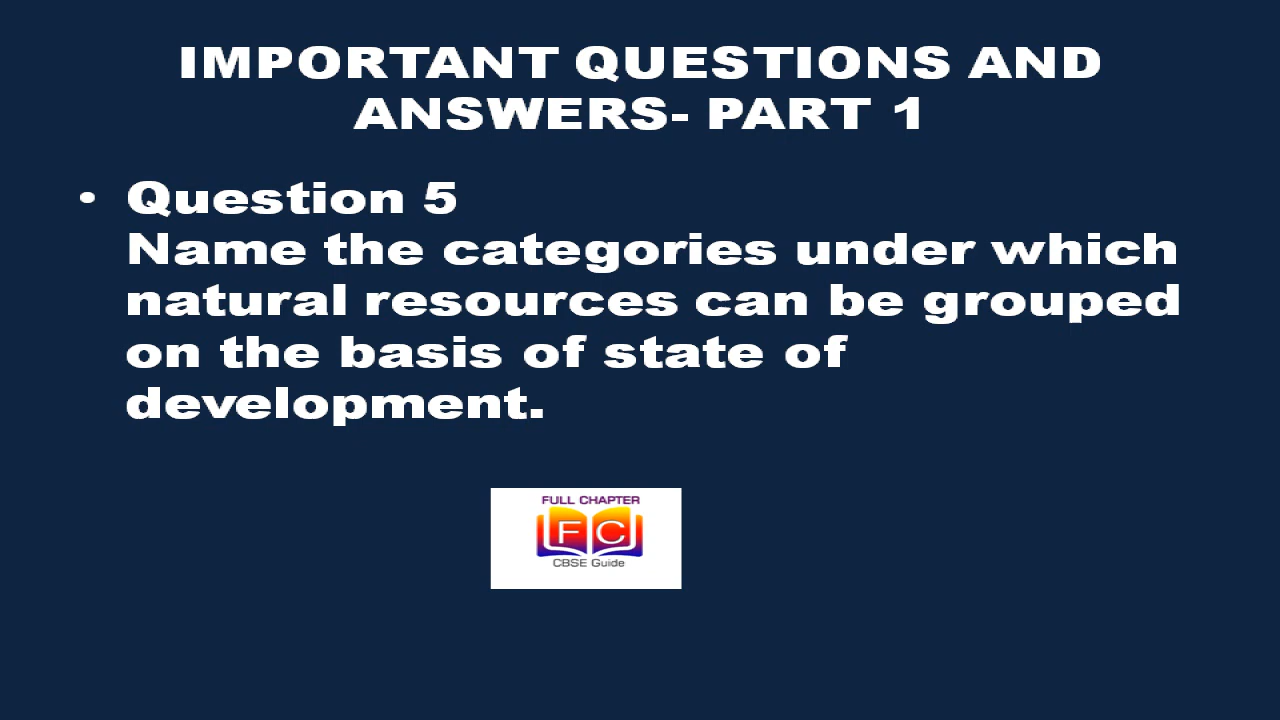 IMPORTANT QUESTIONS AND
ANSWERS- PART 1
• Question 5
Name the categories under which
natural resources can be grouped
on the basis of state of
development.
FULL CHAPTER
FC
CBSE Guide